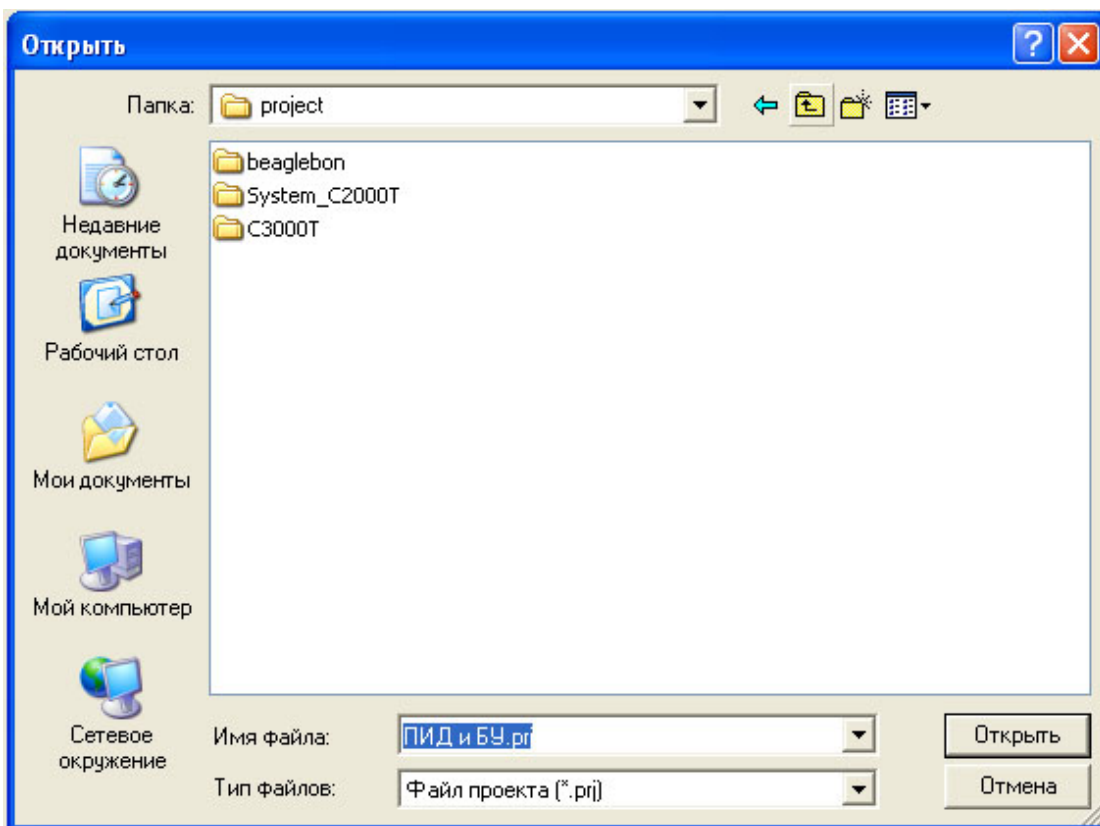 Открыть
Папка:
project
beaglebon
System_C2000T
C3000T
Недавние
документы
Рабочий стол
Мои документы
Мой компьютер
Сетевое
окружение
Имя файла:
ПИД и БУ.pr
Открыть
Тип файлов:
Файл проекта (*.prj)
Отмена